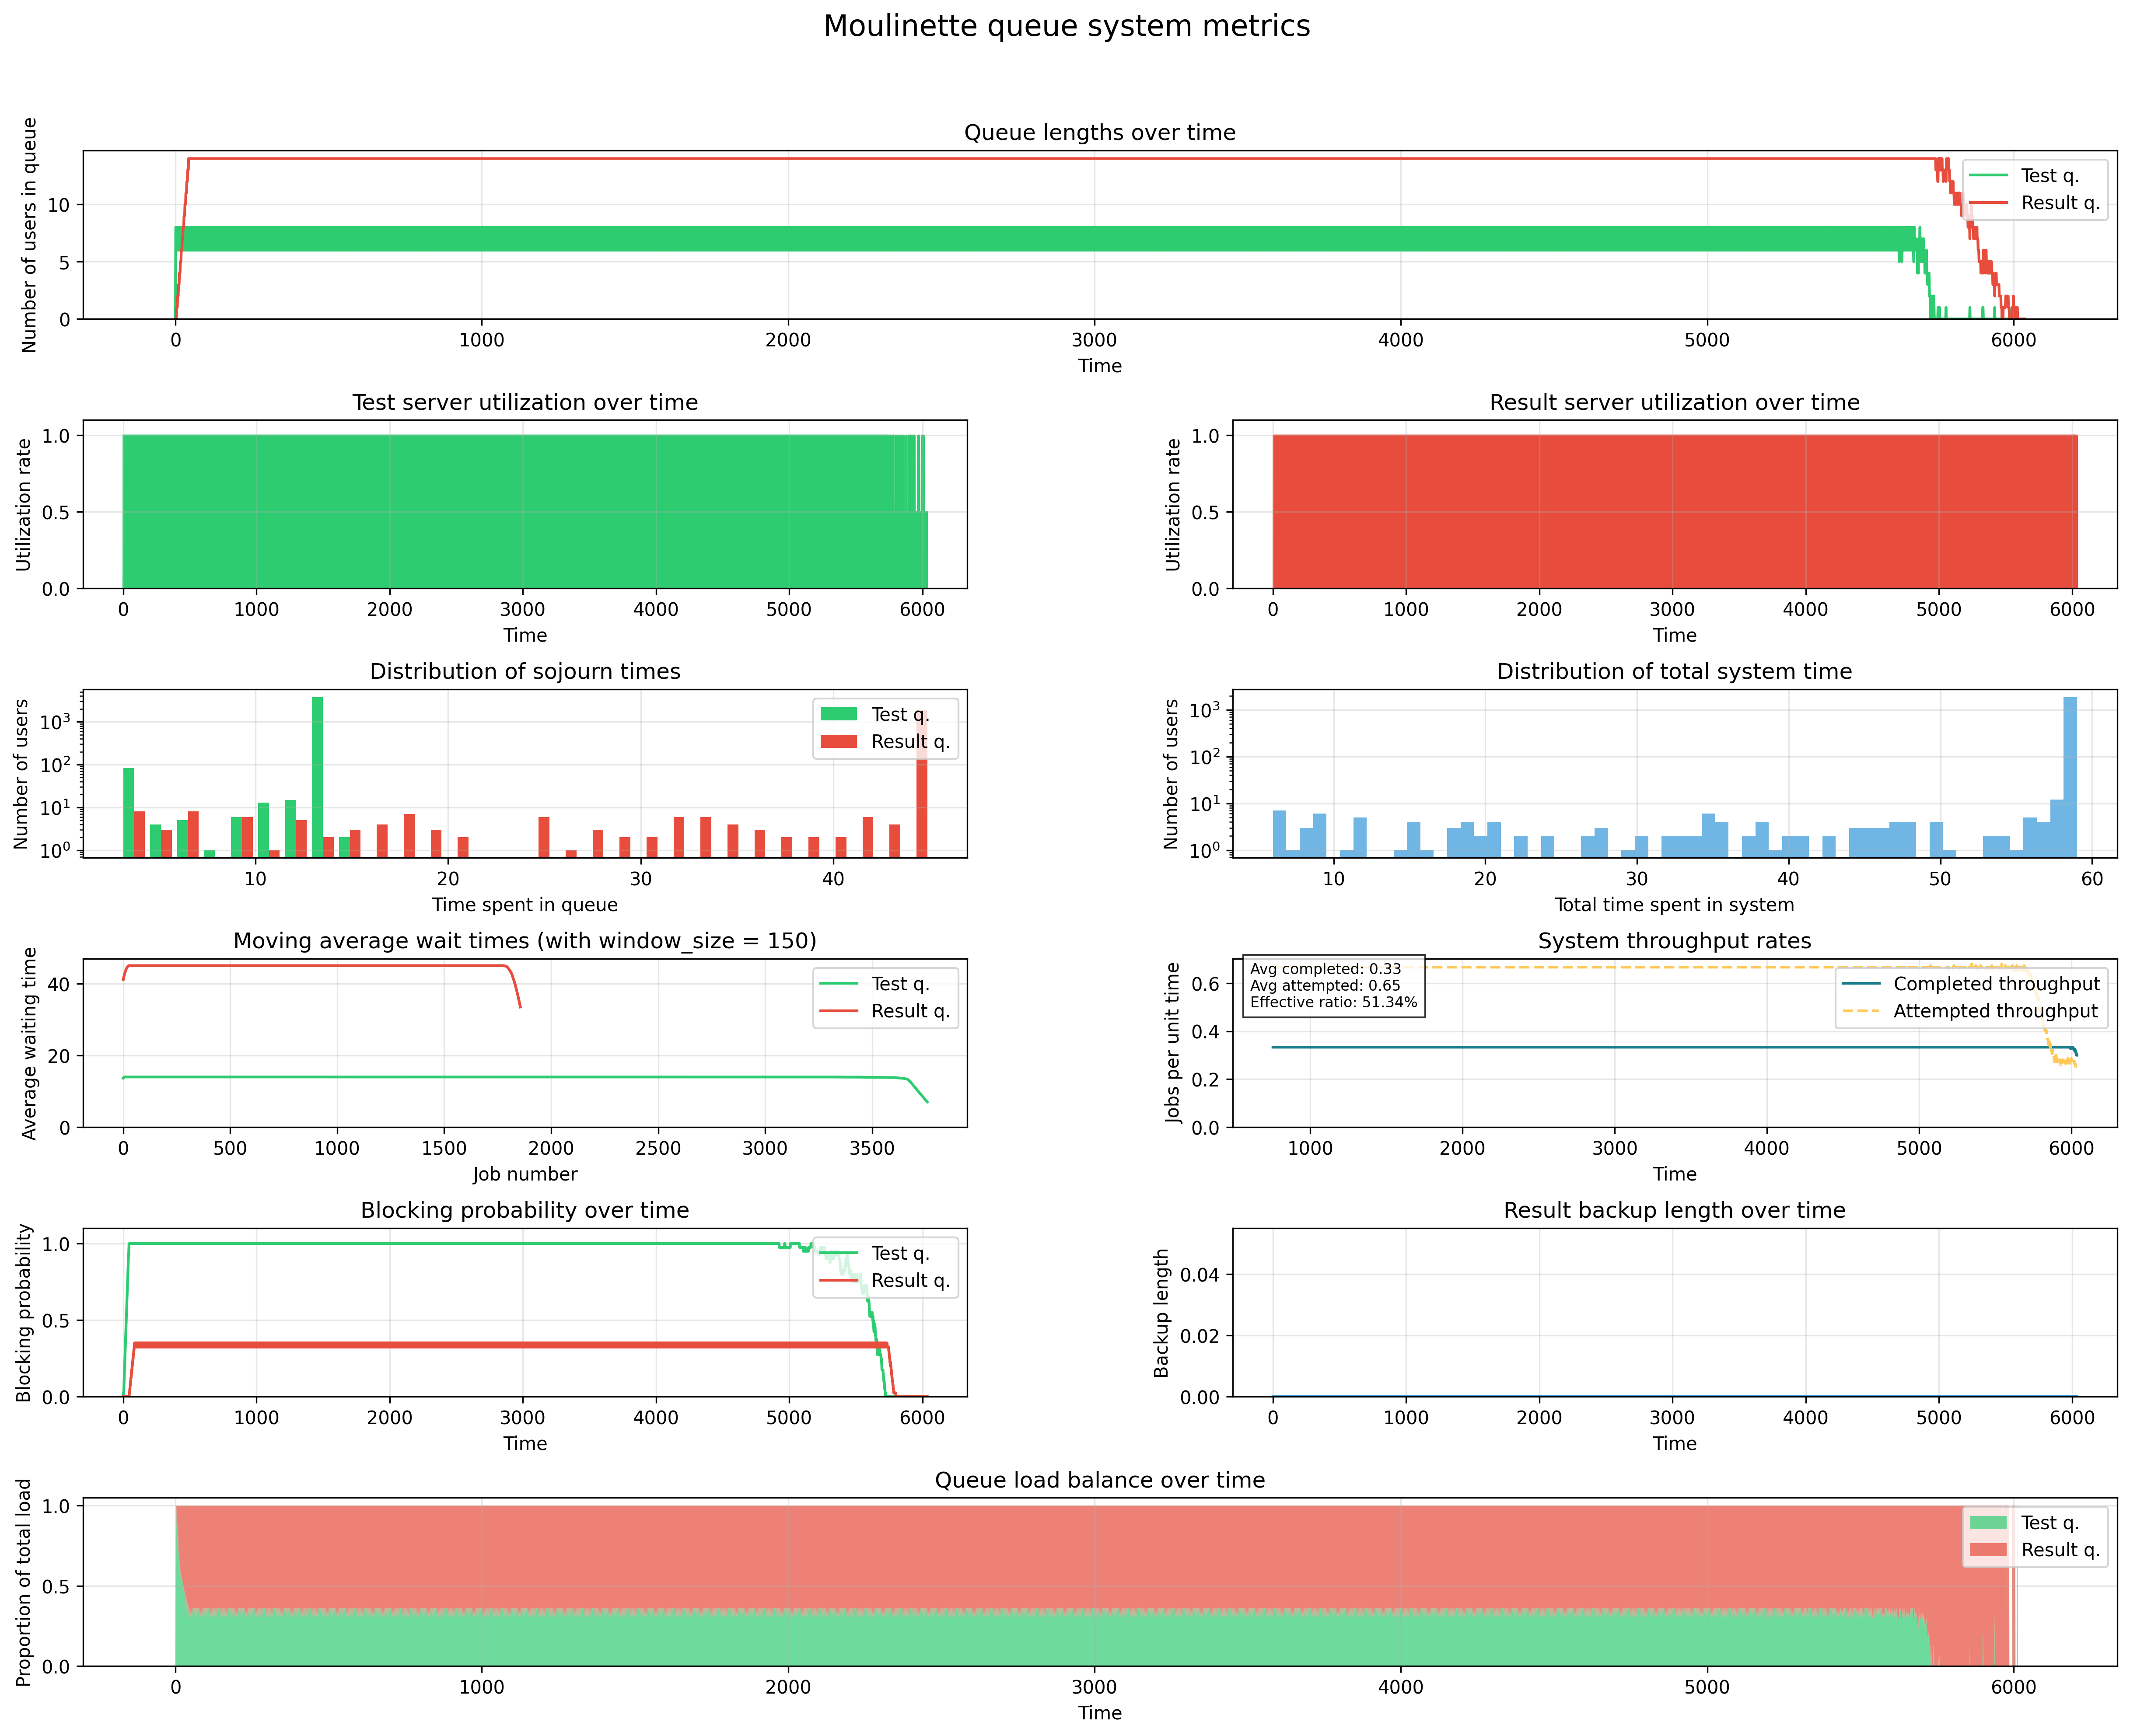 Moulinette queue system metrics
Queue lengths over time
Number of users in queue
10
5
0
Test q.
Result q.
0 1000 2000 3000 4000 5000 6000
Time
Test server utilization over time
Utilization rate
1.0
0.5
0.0
0 1000 2000 3000 4000 5000 6000
Time
Result server utilization over time
Utilization rate
1.0
0.5
0.0
0 1000 2000 3000 4000 5000 6000
Time
Distribution of sojourn times
Number of users
10³
10²
10¹
10⁰
Test q.
Result q.
10 20 30 40
Time spent in queue
Distribution of total system time
Number of users
10³
10²
10¹
10⁰
10 20 30 40 50 60
Total time spent in system
Moving average wait times (with window_size = 150)
Average waiting time
40
20
0
Test q.
Result q.
0 500 1000 1500 2000 2500 3000 3500
Job number
System throughput rates
Jobs per unit time
0.6
0.4
0.2
0.0
Avg completed: 0.33
Avg attempted: 0.65
Effective ratio: 51.34%
Completed throughput
Attempted throughput
1000 2000 3000 4000 5000 6000
Time
Blocking probability over time
Blocking probability
1.0
0.5
0.0
Test q.
Result q.
0 1000 2000 3000 4000 5000 6000
Time
Result backup length over time
Backup length
0.04
0.02
0.00
0 1000 2000 3000 4000 5000 6000
Time
Queue load balance over time
Proportion of total load
1.0
0.5
0.0
Test q.
Result q.
0 1000 2000 3000 4000 5000 6000
Time